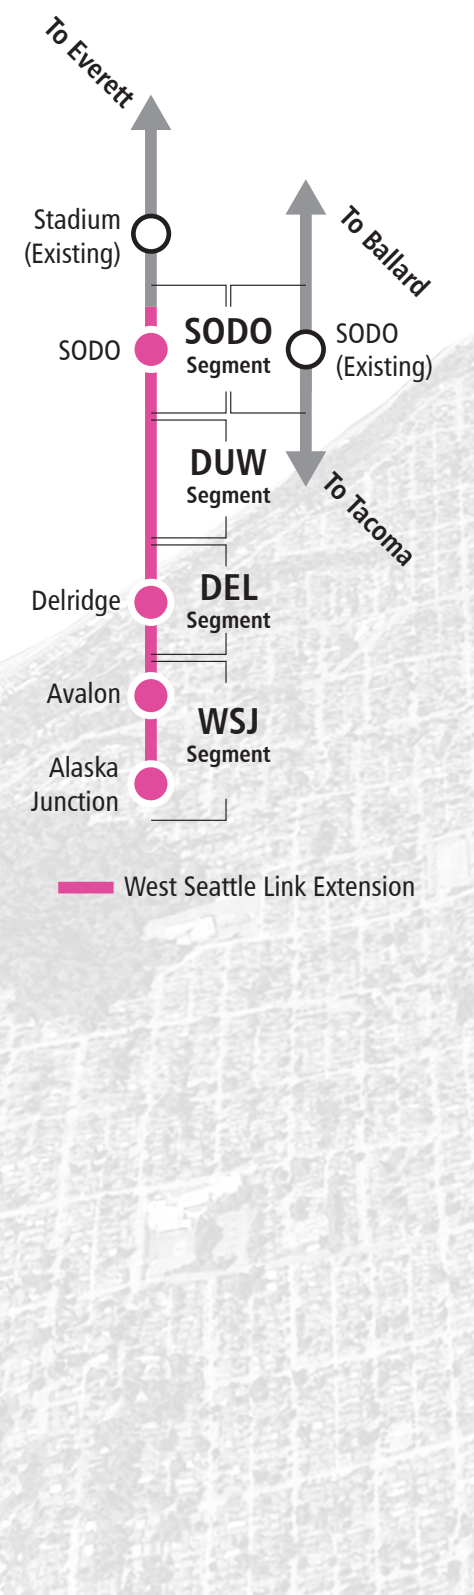 To Everett
Stadium
(Existing)
To Ballard
SODO
SODO
Segment
SODO
(Existing)
DUW
Segment
To Tacoma
Delridge
DEL
Segment
Avalon
WSJ
Segment
Alaska
Junction
West Seattle Link Extension